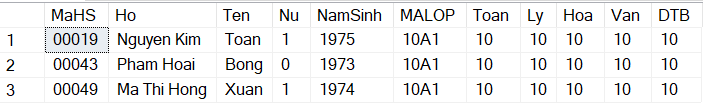 MaHS Ho Ten Nu NamSinh MALOP Toan Ly Hoa Van DTB
1 00019 Nguyen Kim Toan 1 1975 10A1 10 10 10 10 10
2 00043 Pham Hoai Bong 0 1973 10A1 10 10 10 10 10
3 00049 Ma Thi Hong Xuan 1 1974 10A1 10 10 10 10 10